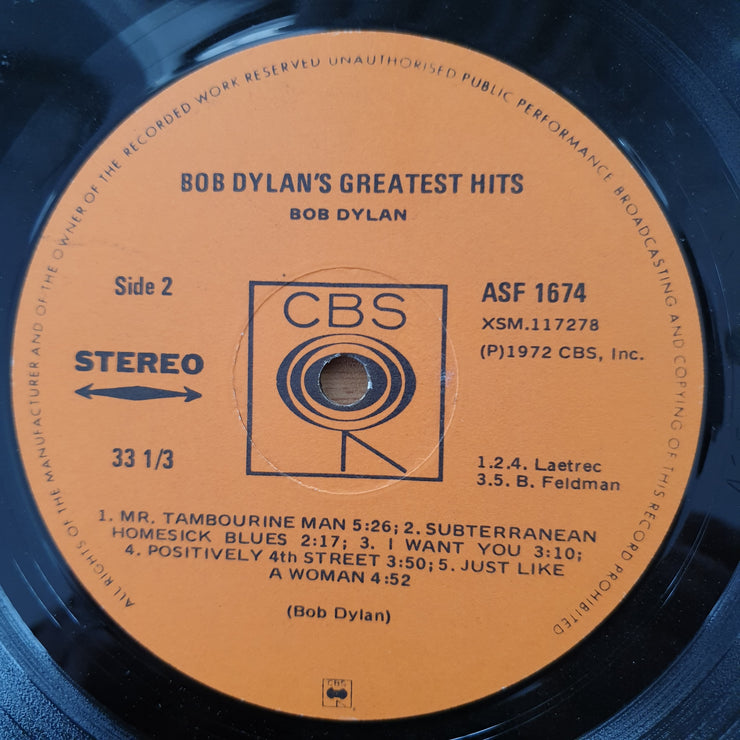 ALL RIGHTS OF THE MANUFACTURER AND OF THE OWNER OF THE RECORDED WORK RESERVED UNAUTHORISED PUBLIC PERFORMANCE BROADCASTING AND COPYING OF THIS RECORD PROHIBITED
BOB DYLAN'S GREATEST HITS
BOB DYLAN
Side 2
STEREO
33 1/3
CBS
ASF 1674
XSM.117278
(P)1972 CBS, Inc.
1.2.4. Laetrec
3.5. B. Feldman
1. MR. TAMBOURINE MAN 5:26; 2. SUBTERRANEAN
HOMESICK BLUES 2:17; 3. I WANT YOU 3:10;
4. POSITIVELY 4th STREET 3:50; 5. JUST LIKE
A WOMAN 4:52
(Bob Dylan)
CBS